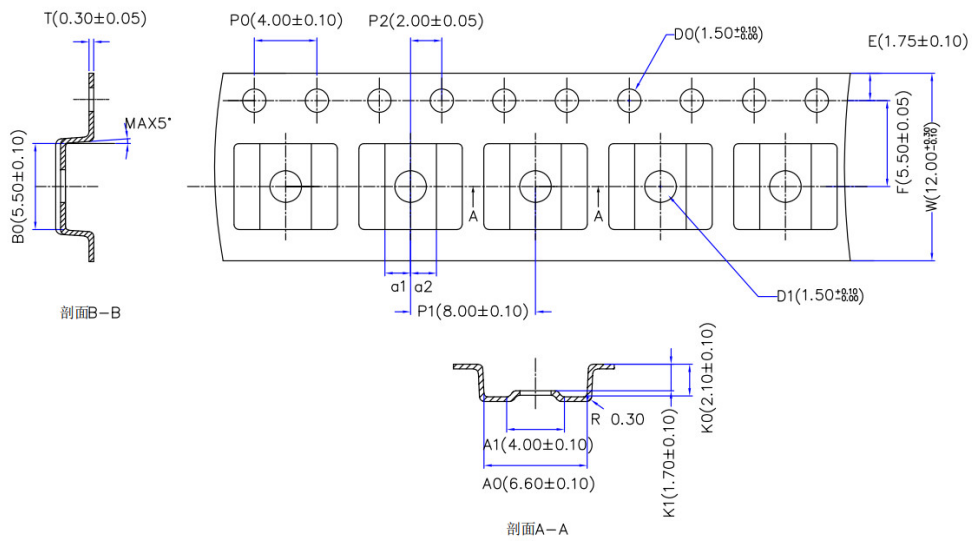 T(0.30±0.05)
P0(4.00±0.10)
P2(2.00±0.05)
D0(1.50+0.10-0.00)
E(1.75±0.10)
MAX5°
B0(5.50±0.10)
F(5.50±0.05)
W(12.00+0.30-0.10)
A
A
a1
a2
D1(1.50+0.10-0.00)
P1(8.00±0.10)
剖面B-B
R 0.30
A1(4.00±0.10)
A0(6.60±0.10)
K1(1.70±0.10)
K0(2.10±0.10)
剖面A-A